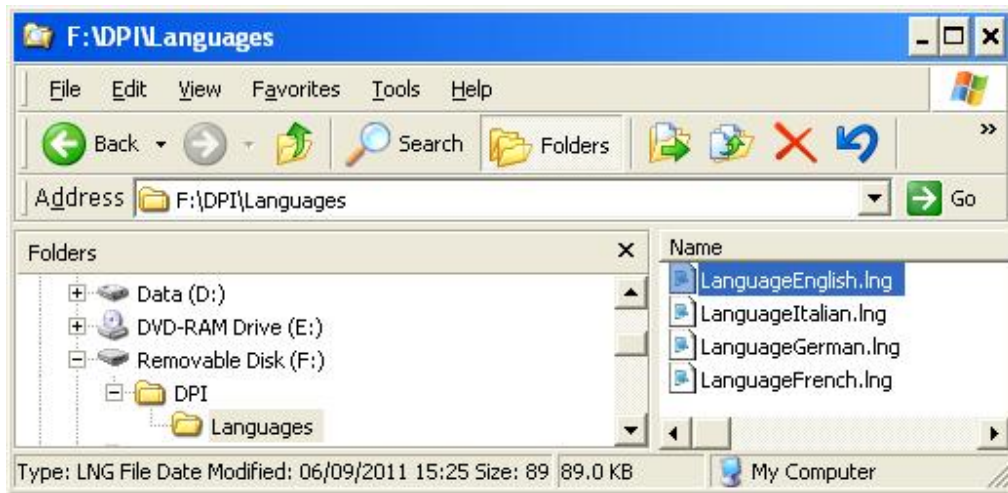 F:\DPI\Languages
File Edit View Favorites Tools Help
Back Search Folders »
Address F:\DPI\Languages Go
Folders x Name
Data (D:) LanguageEnglish.lng
DVD-RAM Drive (E:) LanguageItalian.lng
Removable Disk (F:) LanguageGerman.lng
DPI LanguageFrench.lng
Languages
Type: LNG File Date Modified: 06/09/2011 15:25 Size: 89 89.0 KB My Computer